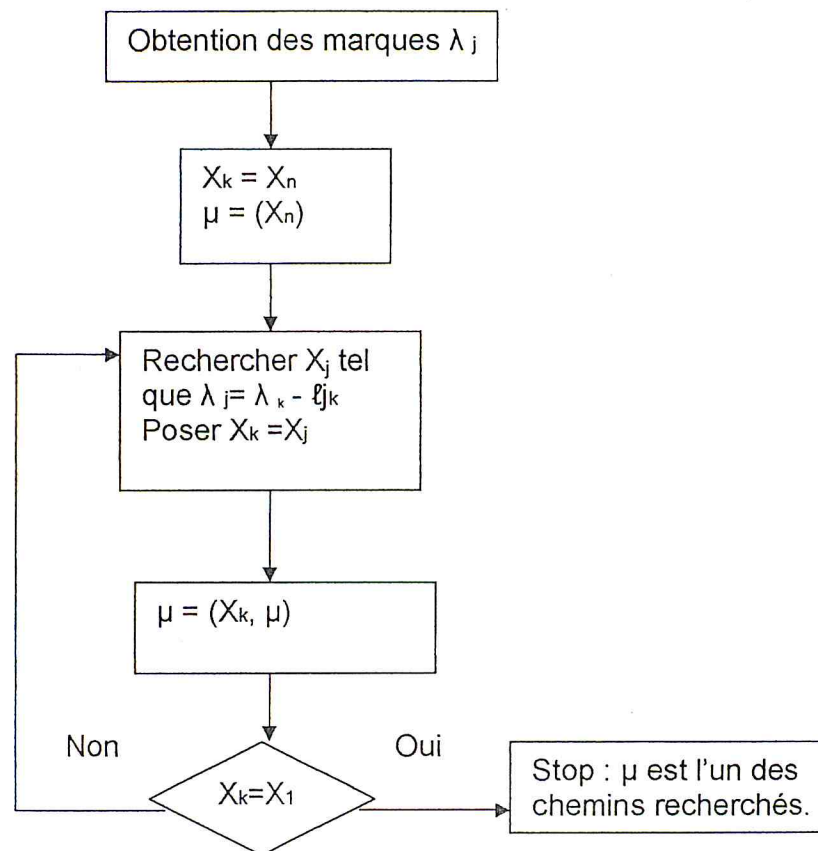 Obtention des marques λ j
Xk = Xn
μ = (Xn)
Rechercher Xj tel
que λ j= λ k - ℓjk
Poser Xk =Xj
μ = (Xk, μ)
Non
Oui
Xk=X1
Stop : μ est l'un des
chemins recherchés.